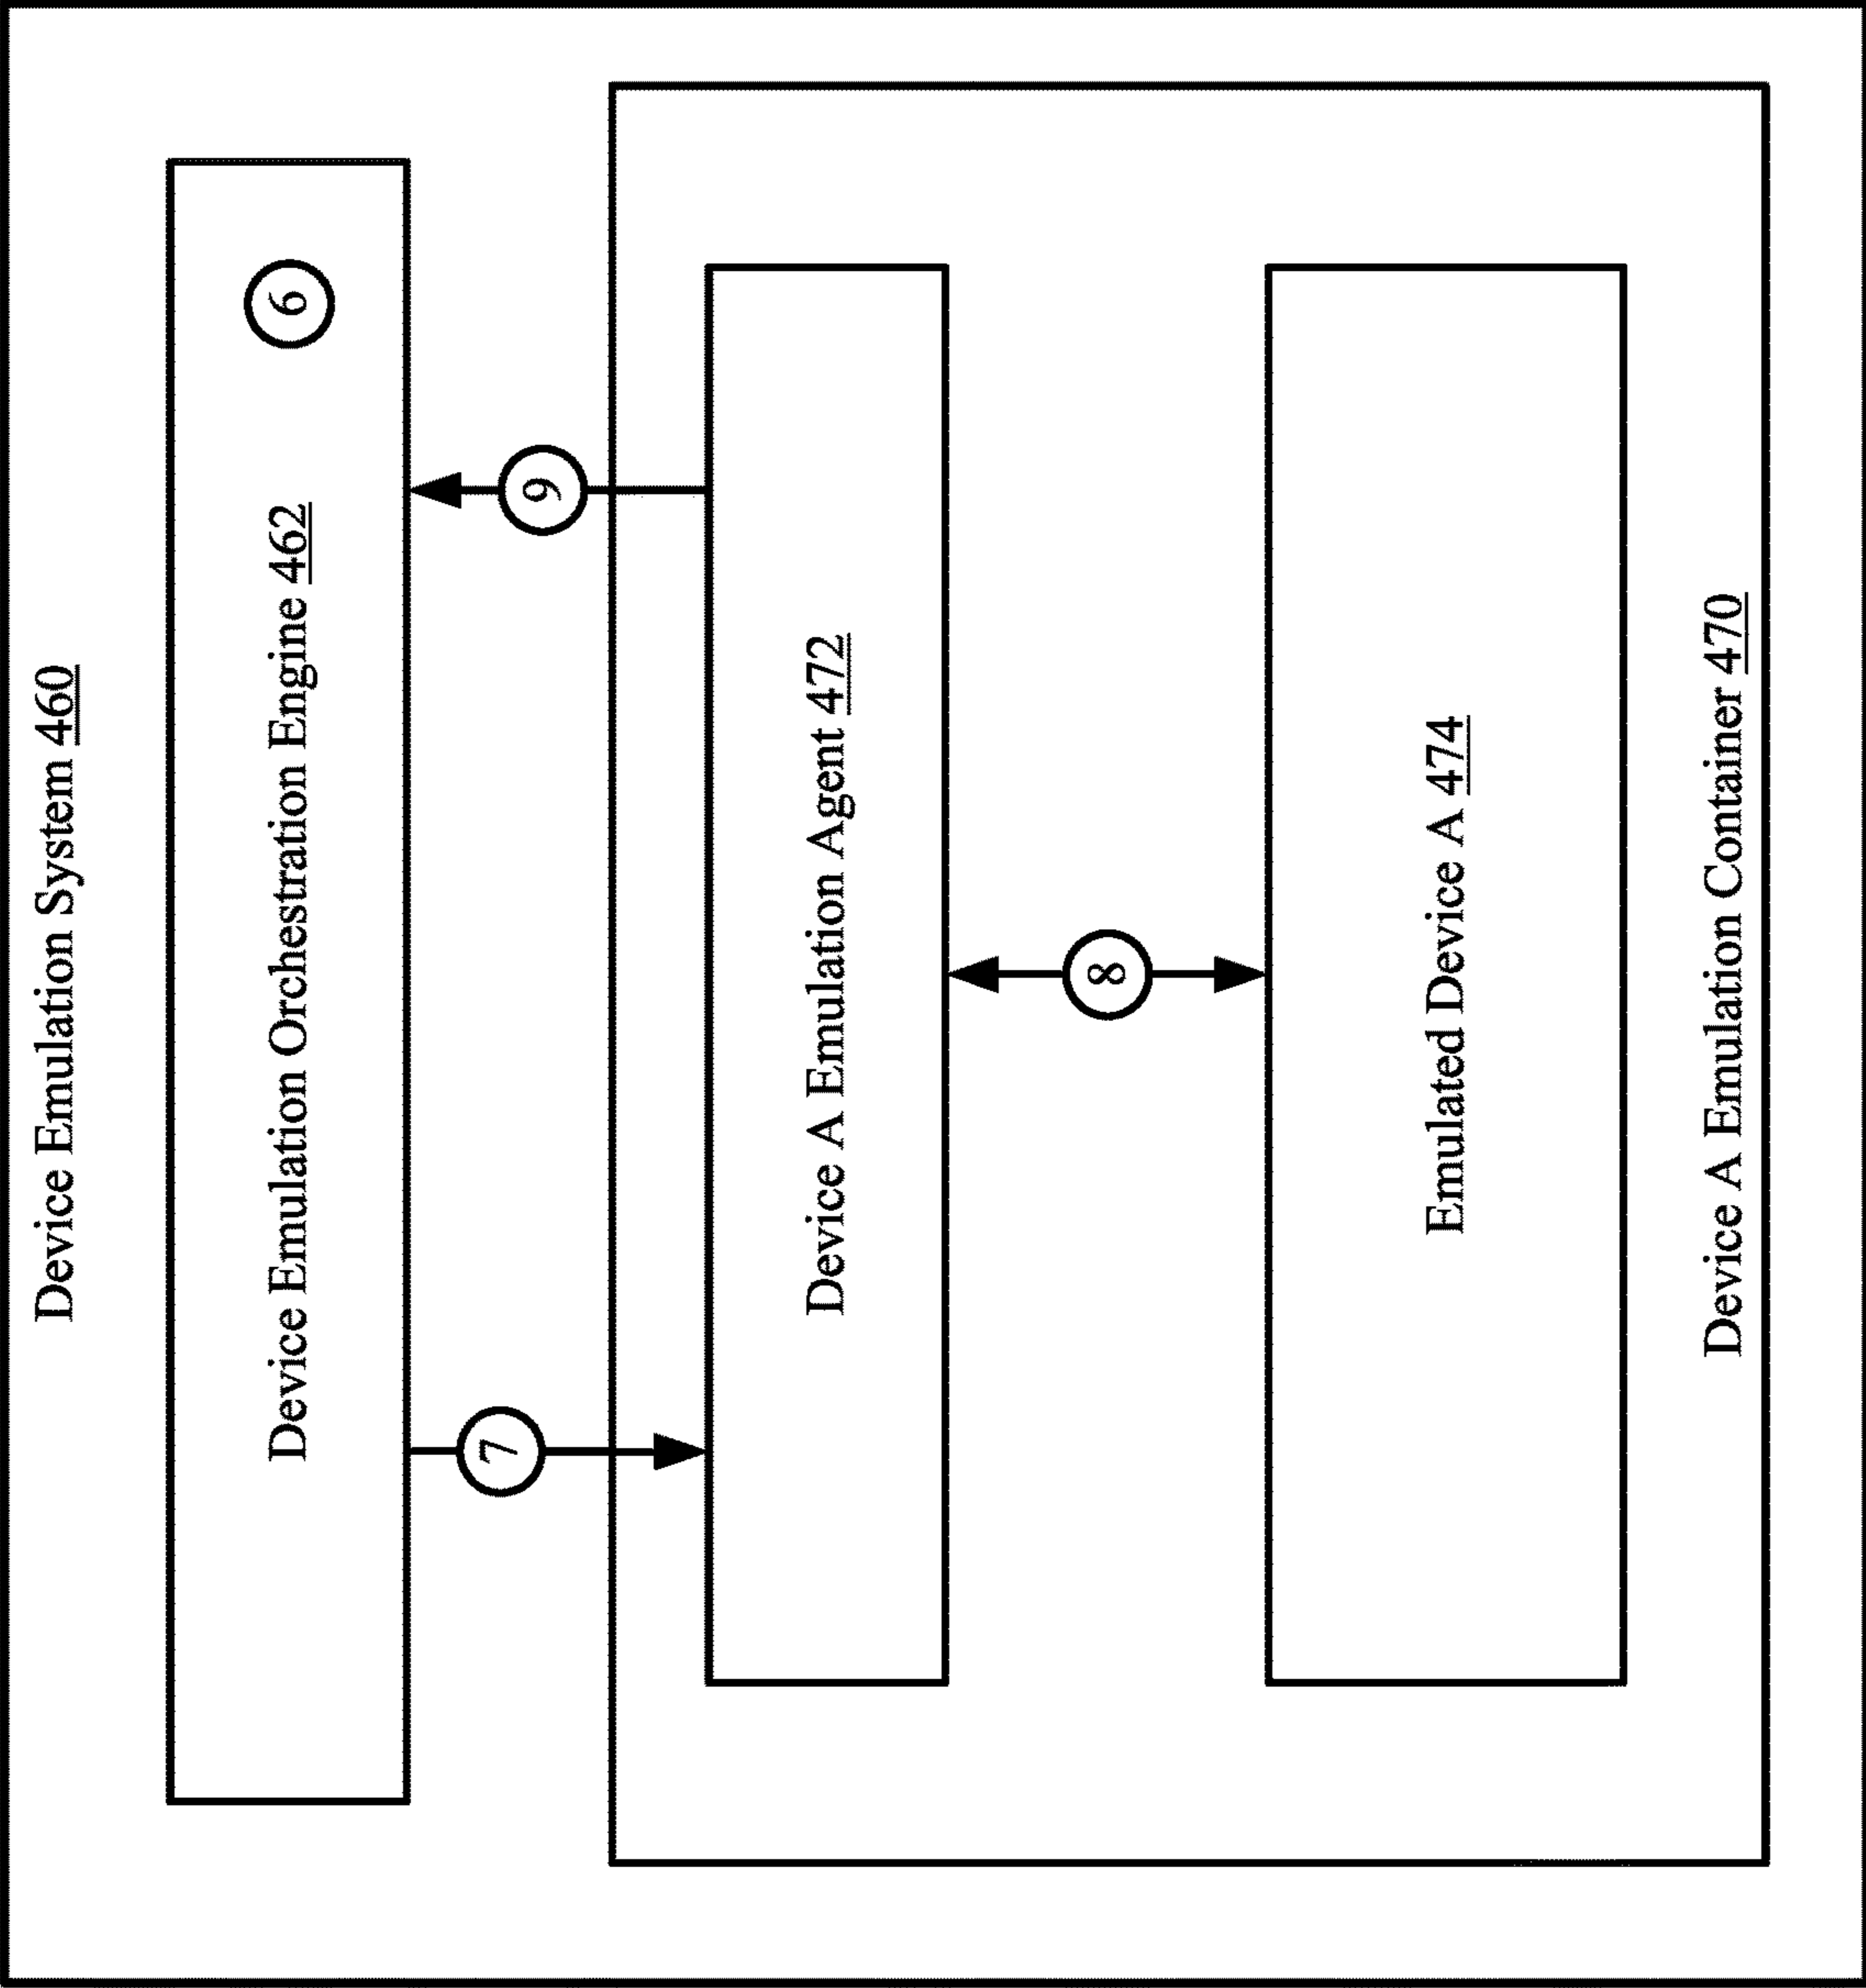 Device Emulation System 460
Device Emulation Orchestration Engine 462
6
7
9
Device A Emulation Agent 472
8
Emulated Device A 474
Device A Emulation Container 470